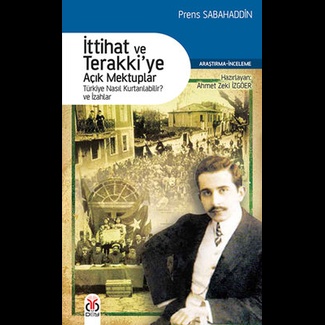 Prens SABAHADDİN
İttihat ve
Terakki'ye
Açık Mektuplar
Türkiye Nasıl Kurtarılabilir?
ve İzahlar
ARAŞTIRMA-İNCELEME
Hazırlayan:
Ahmet Zeki İZGÖER